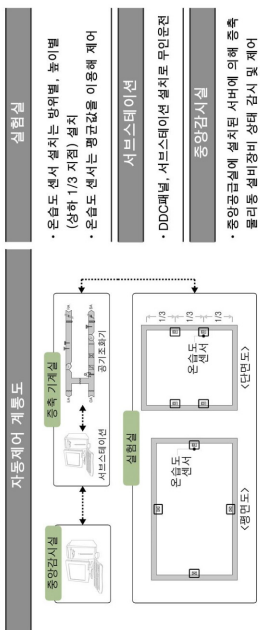 자동제어 계통도
중앙감시실
증축 기계실
서브스테이션
공기조화기
실험실
온습도
센서
<평면도>
온습도
센서
1/3
1/3
1/3
<단면도>
실험실
• 온습도 센서 설치는 방위별, 높이별
(상하 1/3 지점) 설치
• 온습도 센서는 평균값을 이용해 제어
서브스테이션
• DDC패널, 서브스테이션 설치로 무인운전
중앙감시실
• 중앙공급실에 설치된 서버에 의해 증축
물리동 설비장비 상태 감시 및 제어